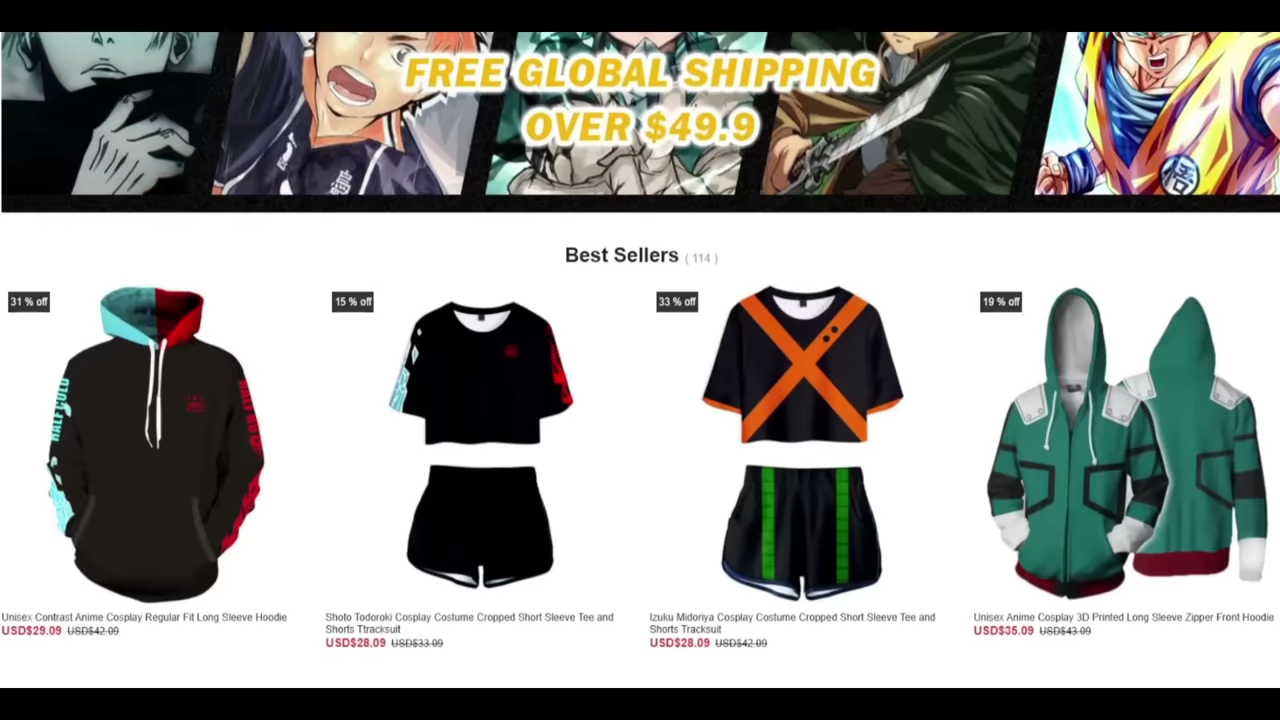 FREE GLOBAL SHIPPING
OVER $49.9
悟
Best Sellers ( 114 )
31 % off
15 % off
33 % off
19 % off
HALF COLD
Unisex Contrast Anime Cosplay Regular Fit Long Sleeve Hoodie
USD$29.09 USD$42.09
Shoto Todoroki Cosplay Costume Cropped Short Sleeve Tee and
Shorts Ttracksuit
USD$28.09 USD$33.09
Izuku Midoriya Cosplay Costume Cropped Short Sleeve Tee and
Shorts Tracksuit
USD$28.09 USD$42.09
Unisex Anime Cosplay 3D Printed Long Sleeve Zipper Front Hoodie
USD$35.09 USD$43.09